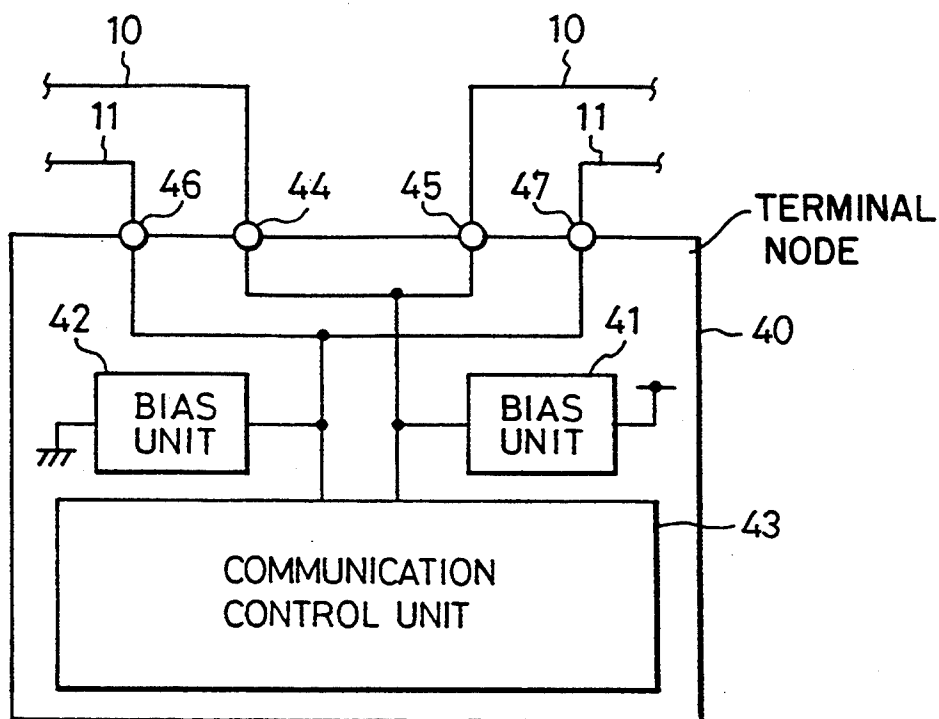 10
10
11
11
46
44
45
47
TERMINAL
NODE
42
41
40
BIAS
UNIT
BIAS
UNIT
43
COMMUNICATION
CONTROL UNIT